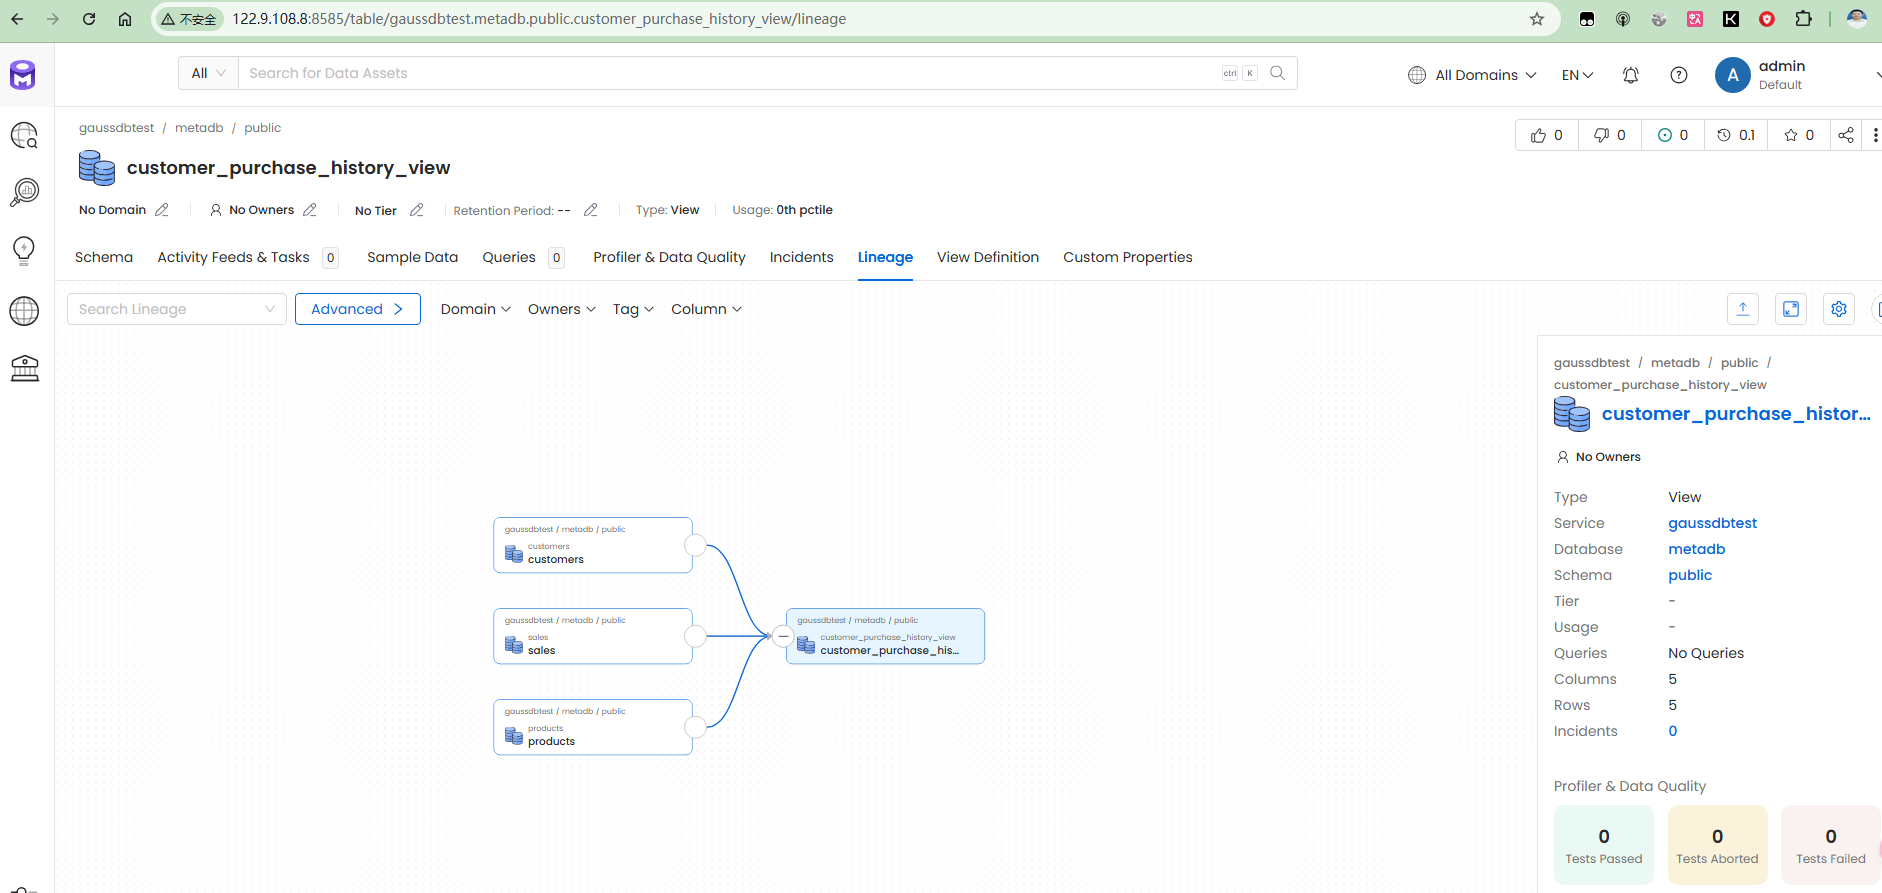 不安全 122.9.108.8:8585/table/gaussdbtest.metadb.public.customer_purchase_history_view/lineage
All Search for Data Assets ctrl K
All Domains EN A admin
Default
gaussdbtest / metadb / public
0 0 0 0.1 0
customer_purchase_history_view
No Domain No Owners No Tier Retention Period: -- Type: View Usage: 0th pctile
Schema Activity Feeds & Tasks 0 Sample Data Queries 0 Profiler & Data Quality Incidents Lineage View Definition Custom Properties
Search Lineage Advanced Domain Owners Tag Column
gaussdbtest / metadb / public
customers
customers
gaussdbtest / metadb / public
sales
sales
gaussdbtest / metadb / public
products
products
gaussdbtest / metadb / public
customer_purchase_history_view
customer_purchase_his...
gaussdbtest / metadb / public /
customer_purchase_history_view
customer_purchase_histor...
No Owners
Type View
Service gaussdbtest
Database metadb
Schema public
Tier -
Usage -
Queries No Queries
Columns 5
Rows 5
Incidents 0
Profiler & Data Quality
0 0 0
Tests Passed Tests Aborted Tests Failed